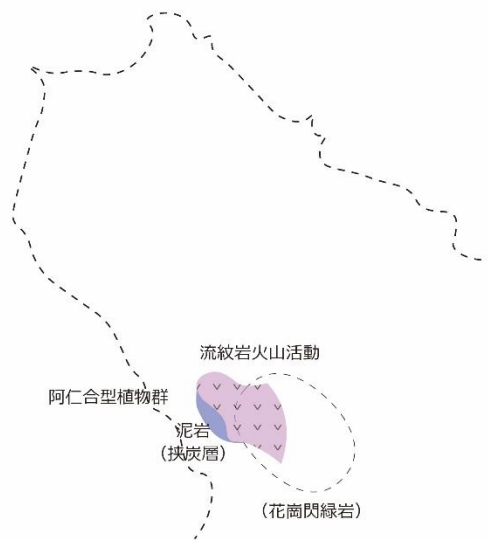 流紋岩火山活動
阿仁合型植物群
泥岩
（挟炭層）
（花崗閃緑岩）